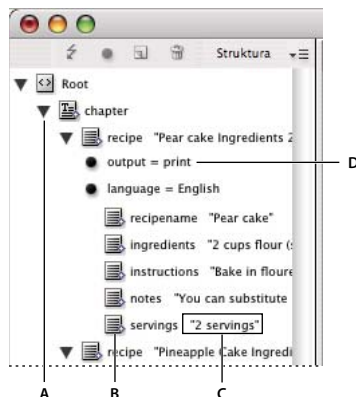 Struktura
Root
chapter
recipe "Pear cake Ingredients 2
output = print
D
language = English
recipename "Pear cake"
ingredients "2 cups flour (
instructions "Bake in floure
notes "You can substitute
servings "2 servings"
recipe "Pineapple Cake Ingredi
A B C